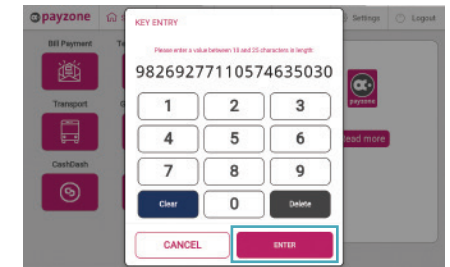 payzone
KEY ENTRY
Settings
Logout
Bill Payment
Please enter a value between 18 and 25 characters in length
98269277110574635030
1 2 3
Transport
payzone
4 5 6
Read more
CashDash
7 8 9
Clear 0 Delete
CANCEL ENTER